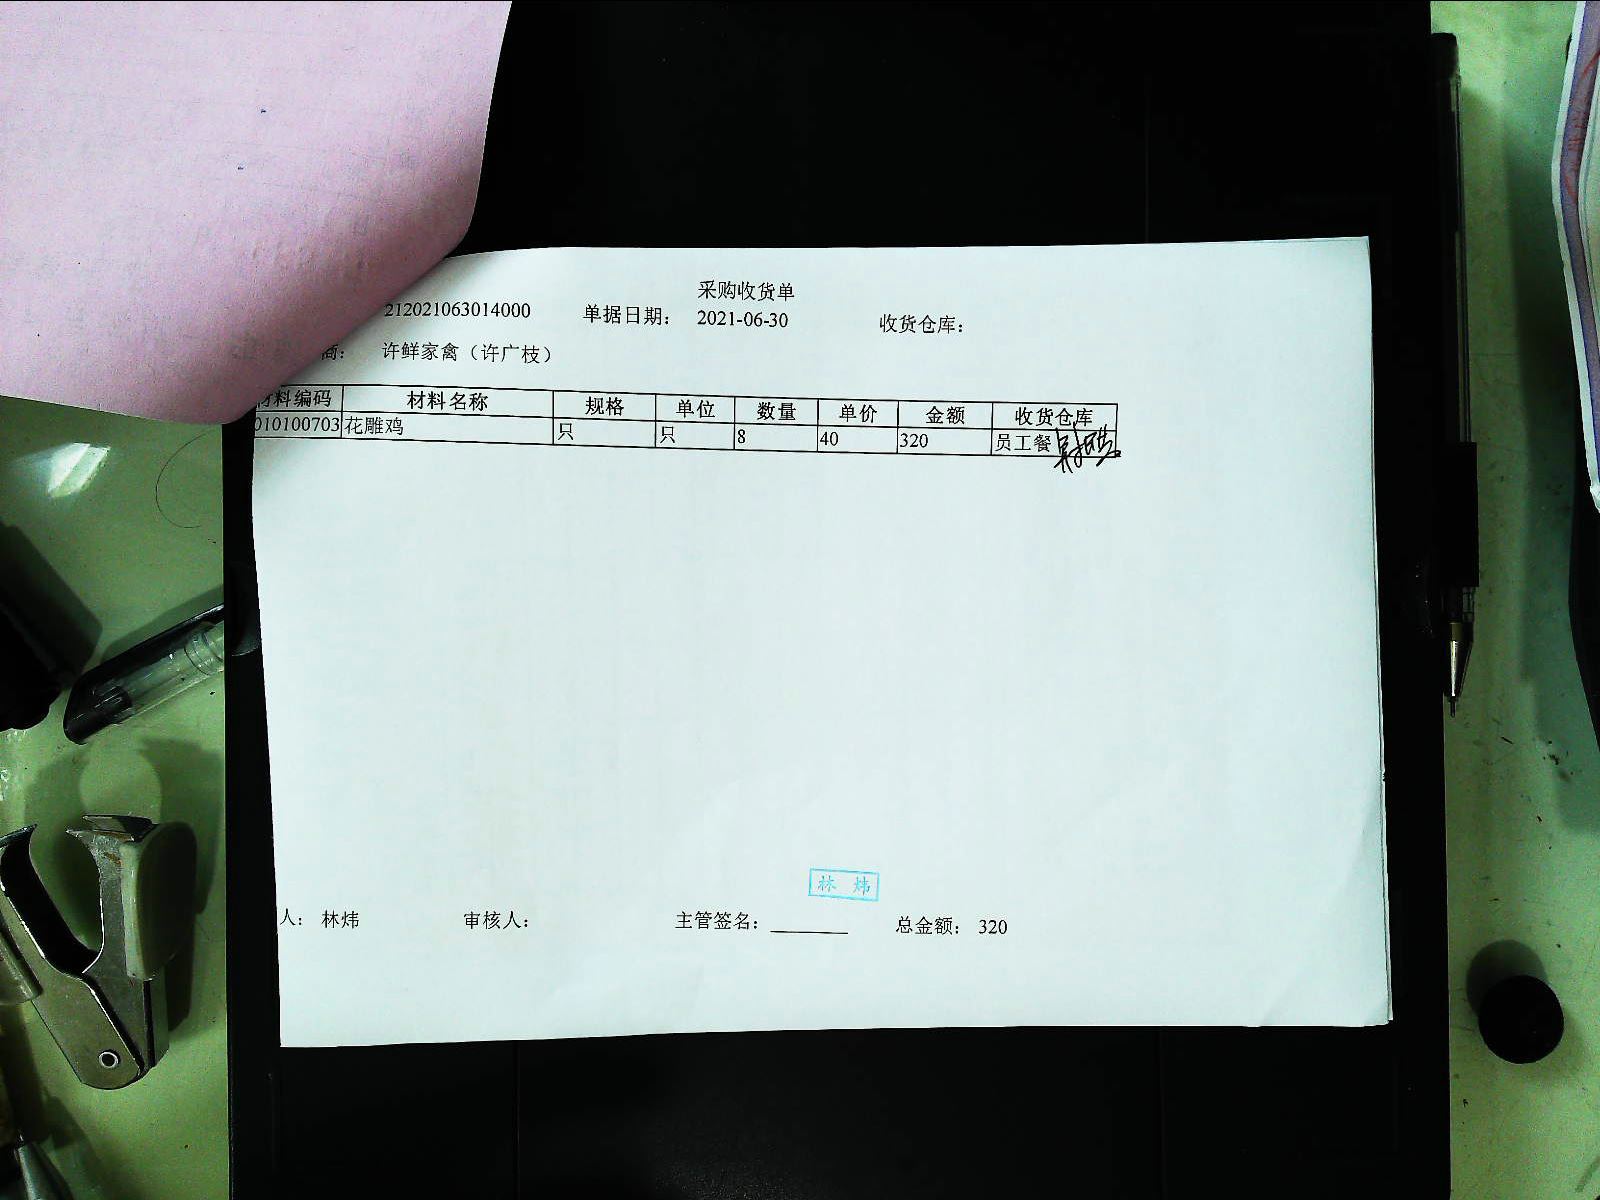 采购收货单
212021063014000 单据日期： 2021-06-30 收货仓库：
商： 许鲜家禽（许广枝）
材料编码 材料名称 规格 单位 数量 单价 金额 收货仓库
010100703 花雕鸡 只 只 8 40 320 员工餐
林炜
人： 林炜 审核人： 主管签名： 总金额： 320